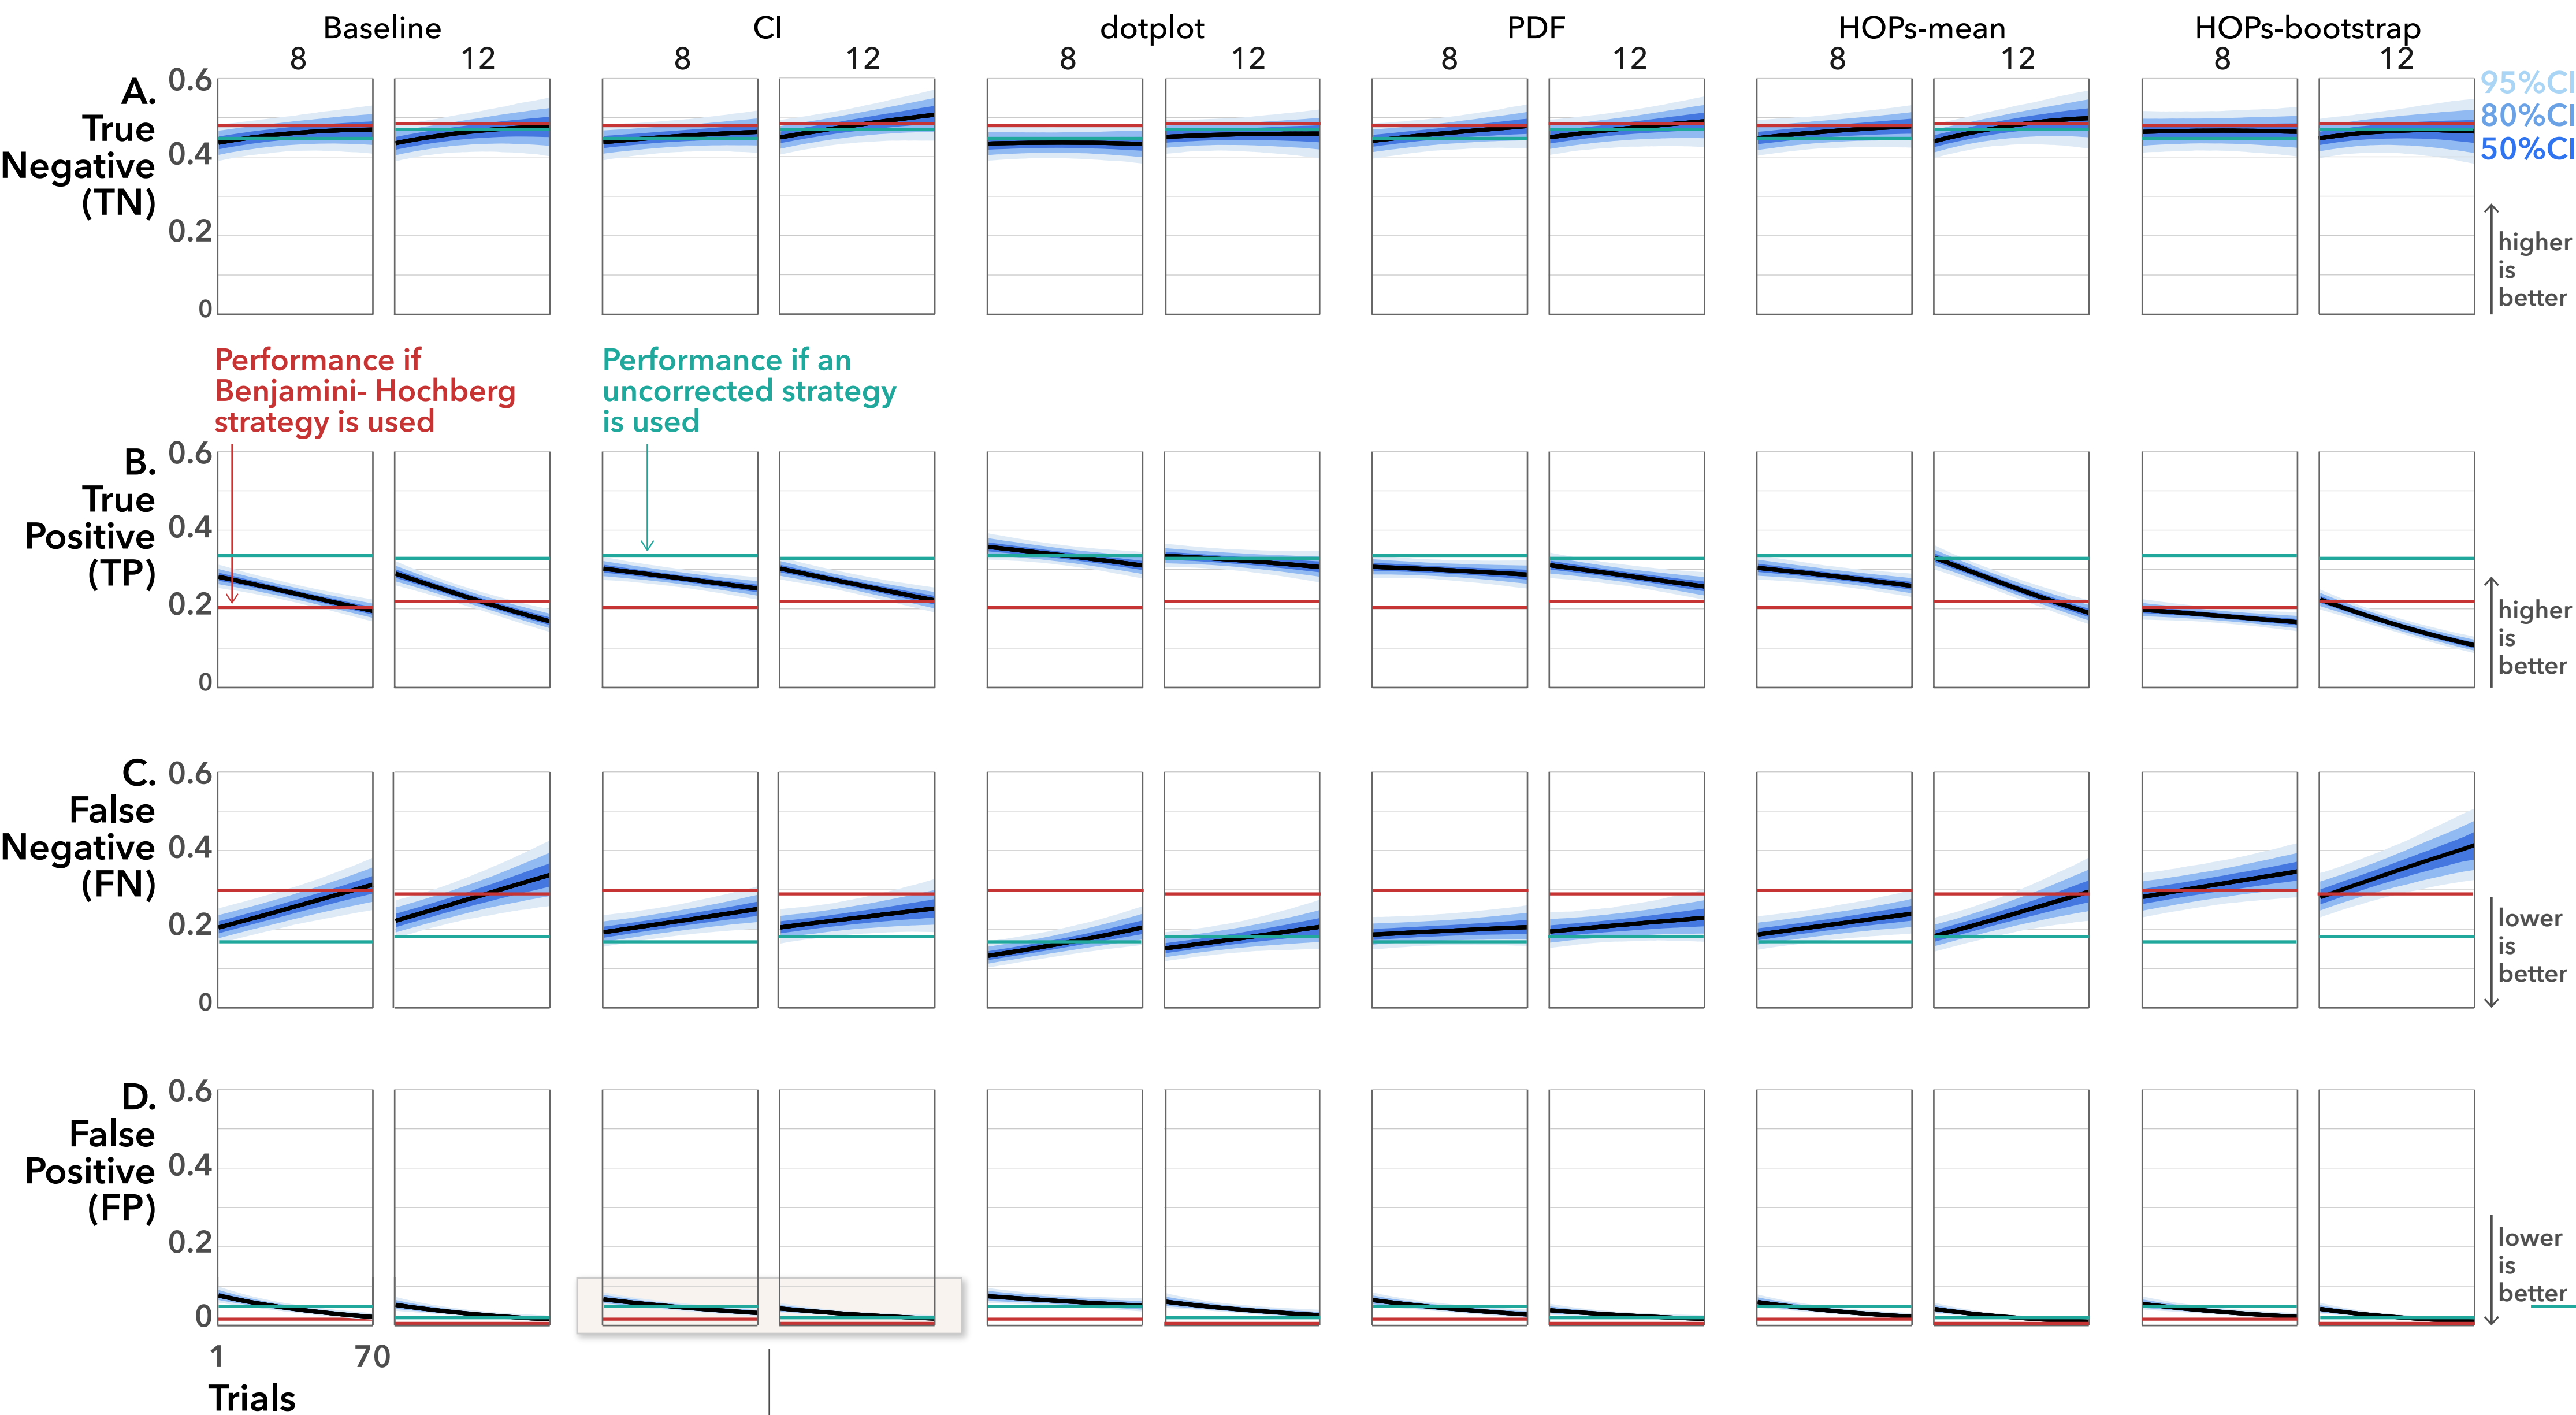 Baseline CI dotplot PDF HOPs-mean HOPs-bootstrap
8 12 8 12 8 12 8 12 8 12 8 12
A.
True
Negative
(TN)
0.6
0.4
0.2
0
95%CI
80%CI
50%CI
higher
is
better
Performance if
Benjamini- Hochberg
strategy is used
Performance if an
uncorrected strategy
is used
B.
True
Positive
(TP)
0.6
0.4
0.2
0
higher
is
better
C.
False
Negative
(FN)
0.6
0.4
0.2
0
lower
is
better
D.
False
Positive
(FP)
0.6
0.4
0.2
0
lower
is
better
1 70
Trials